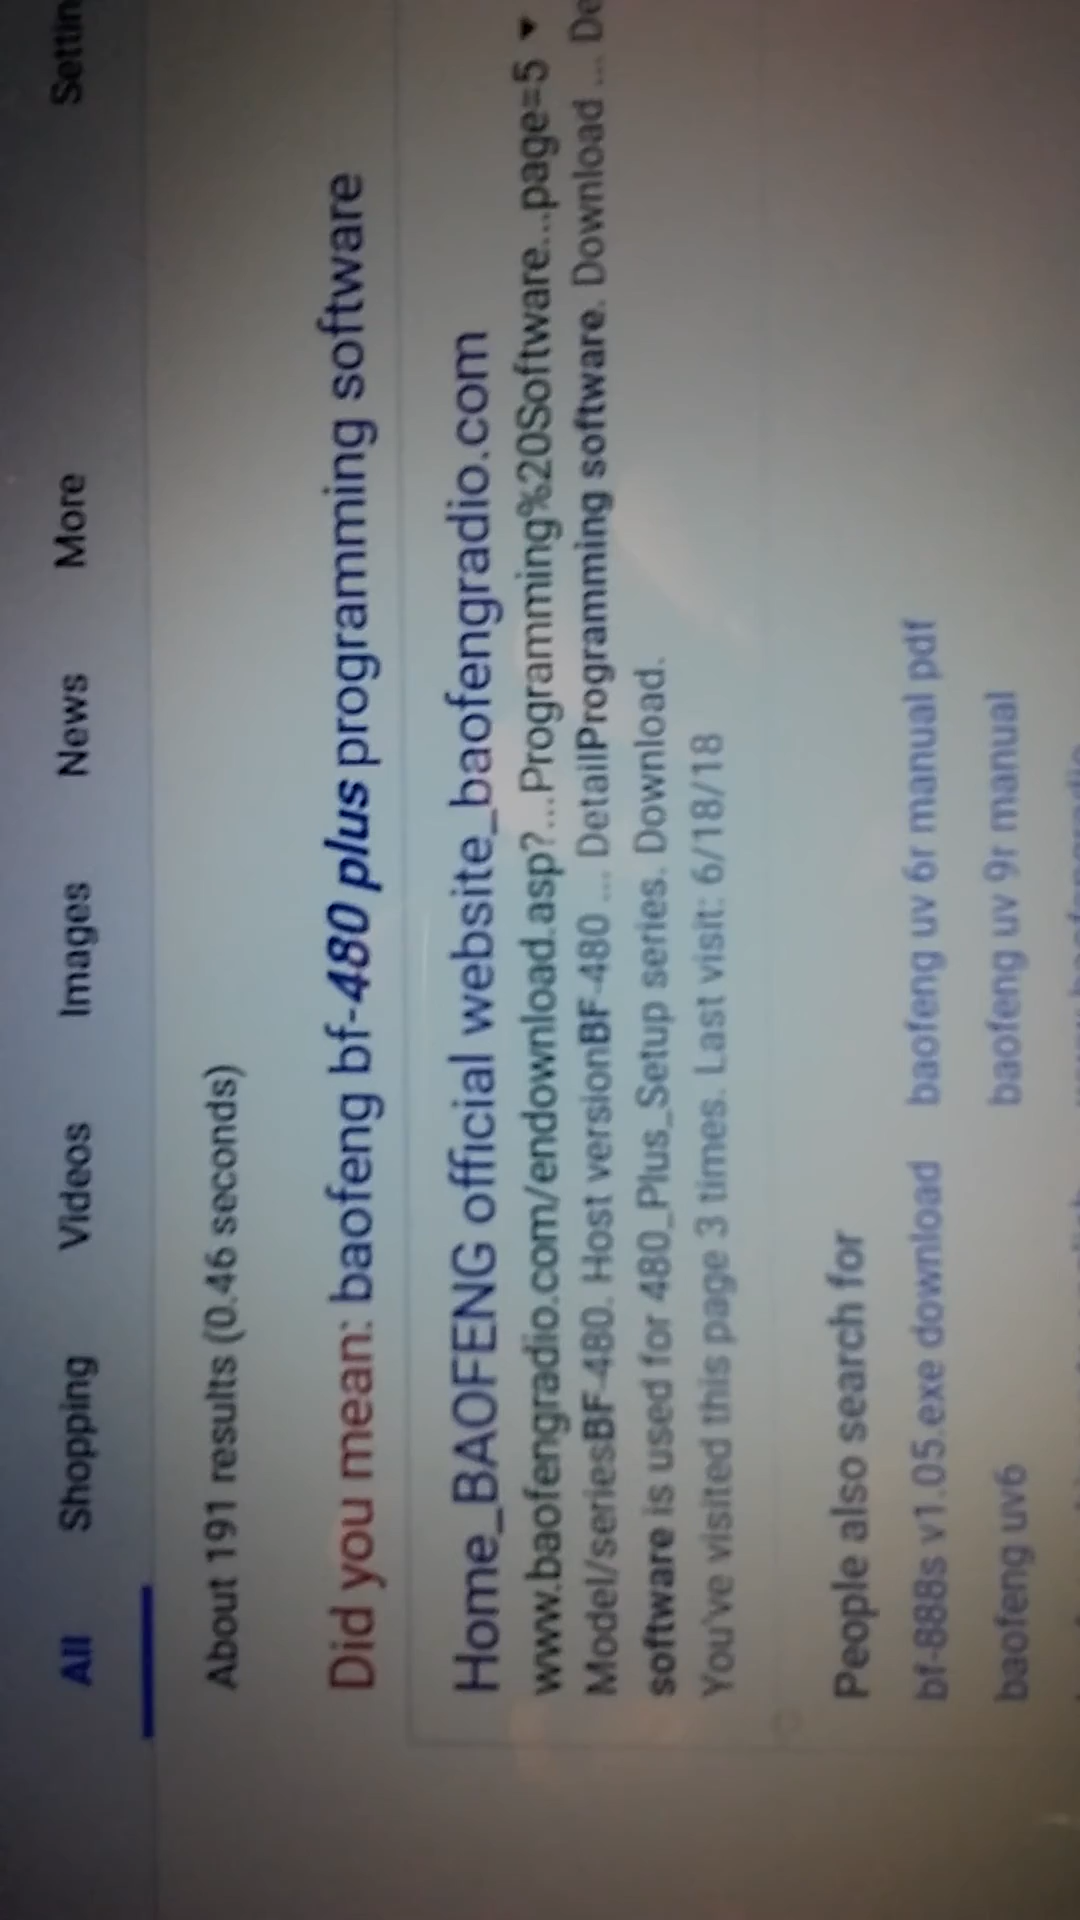 All Shopping Videos Images News More Settin
About 191 results (0.46 seconds)
Did you mean: baofeng bf-480 plus programming software
Home_BAOFENG official website_baofengradio.com
www.baofengradio.com/endownload.asp?...Programming%20Software...page=5
Model/seriesBF-480. Host versionBF-480 ... DetailProgramming software. Download ... De
software is used for 480_Plus_Setup series. Download.
You've visited this page 3 times. Last visit: 6/18/18
People also search for
bf-888s v1.05.exe download baofeng uv 6r manual pdf
baofeng uv6 baofeng uv 9r manual